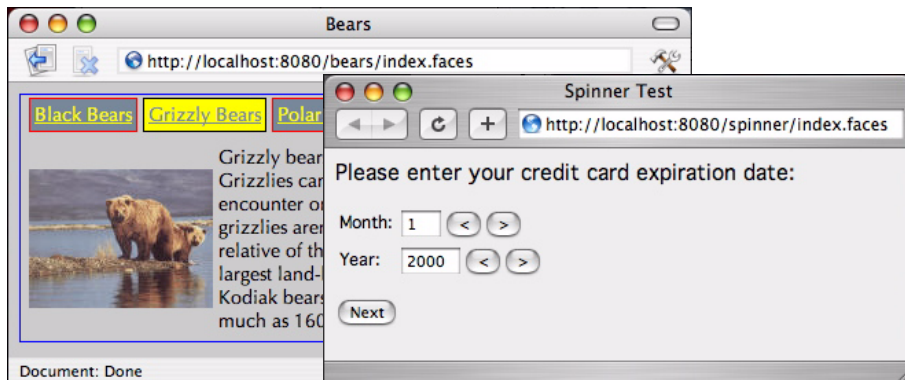 Bears
http://localhost:8080/bears/index.faces
Black Bears Grizzly Bears Polar
Grizzly bear
Grizzlies car
encounter or
grizzlies aren
relative of th
largest land-
Kodiak bears
much as 160
Document: Done
Spinner Test
http://localhost:8080/spinner/index.faces
Please enter your credit card expiration date:
Month: 1 < >
Year: 2000 < >
Next